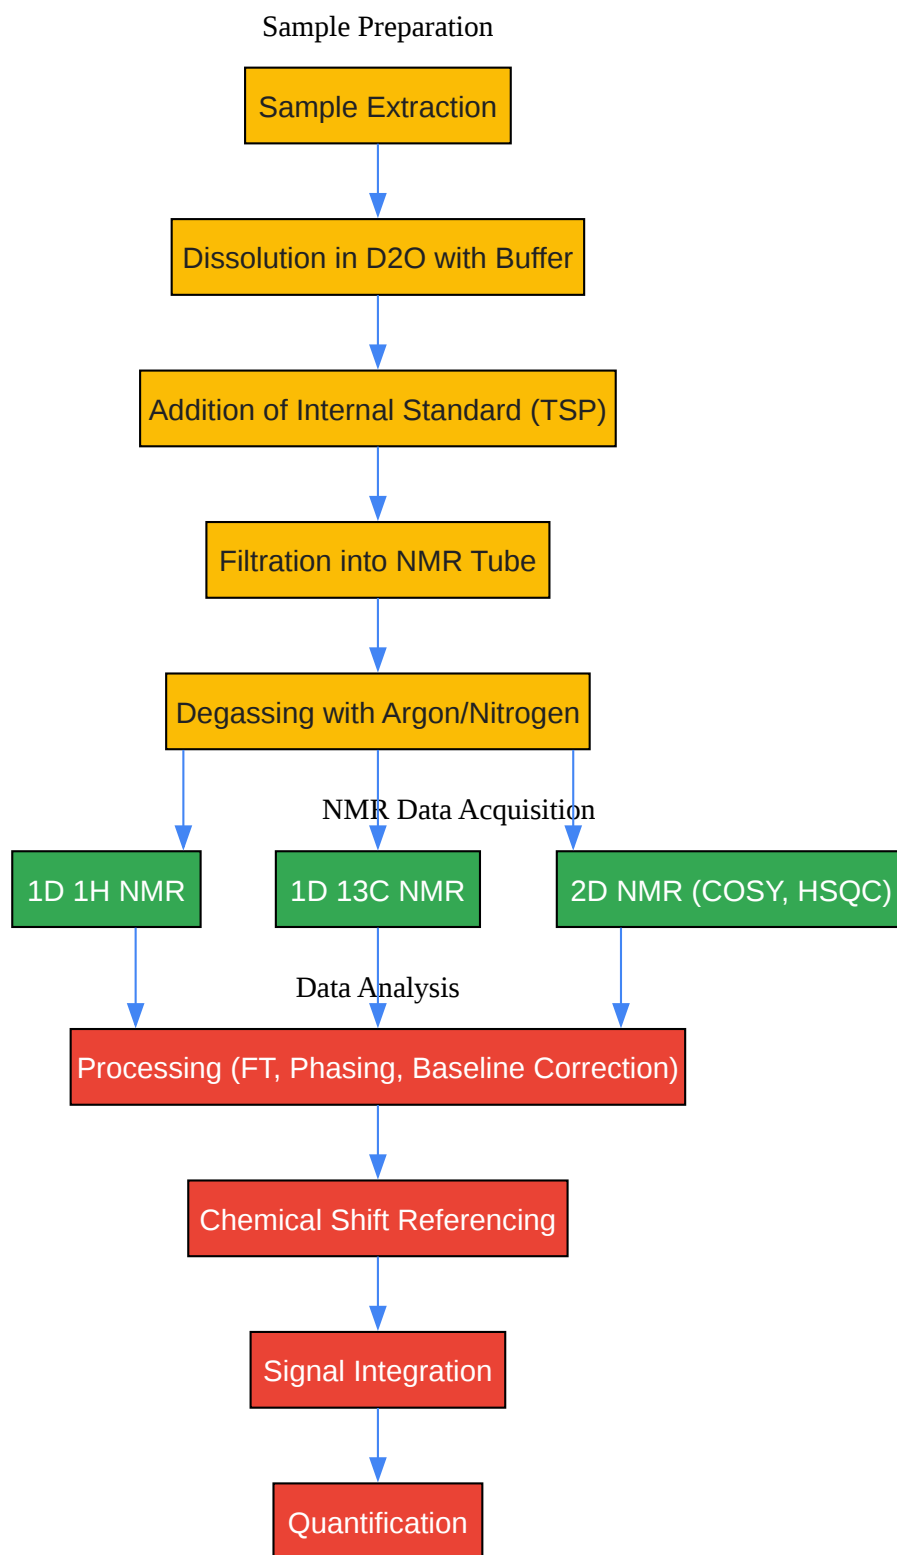 Sample Preparation
Sample Extraction
Dissolution in D2O with Buffer
Addition of Internal Standard (TSP)
Filtration into NMR Tube
Degassing with Argon/Nitrogen
NMR Data Acquisition
1D 1H NMR
1D 13C NMR
2D NMR (COSY, HSQC)
Data Analysis
Processing (FT, Phasing, Baseline Correction)
Chemical Shift Referencing
Signal Integration
Quantification